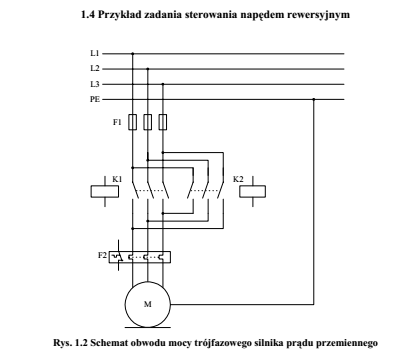 1.4 Przykład zadania sterowania napędem rewersyjnym
L1
L2
L3
PE
F1
K1
K2
F2
M
Rys. 1.2 Schemat obwodu mocy trójfazowego silnika prądu przemiennego